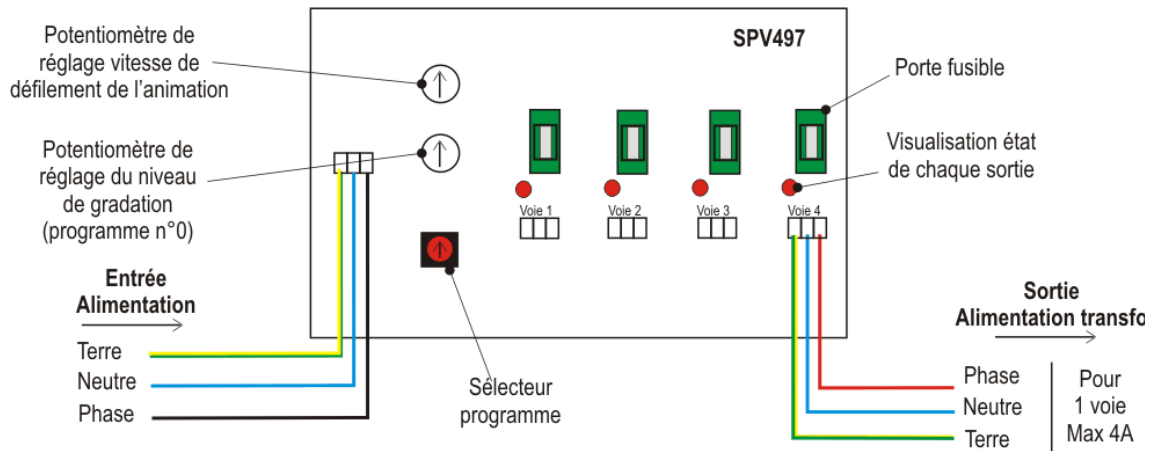 Potentiomètre de
réglage vitesse de
défilement de l'animation
SPV497
Porte fusible
Potentiomètre de
réglage du niveau
de gradation
(programme n°0)
Visualisation état
de chaque sortie
Voie 1
Voie 2
Voie 3
Voie 4
Entrée
Alimentation
Terre
Neutre
Phase
Sélecteur
programme
Sortie
Alimentation transfo
Phase
Neutre
Terre
Pour
1 voie
Max 4A